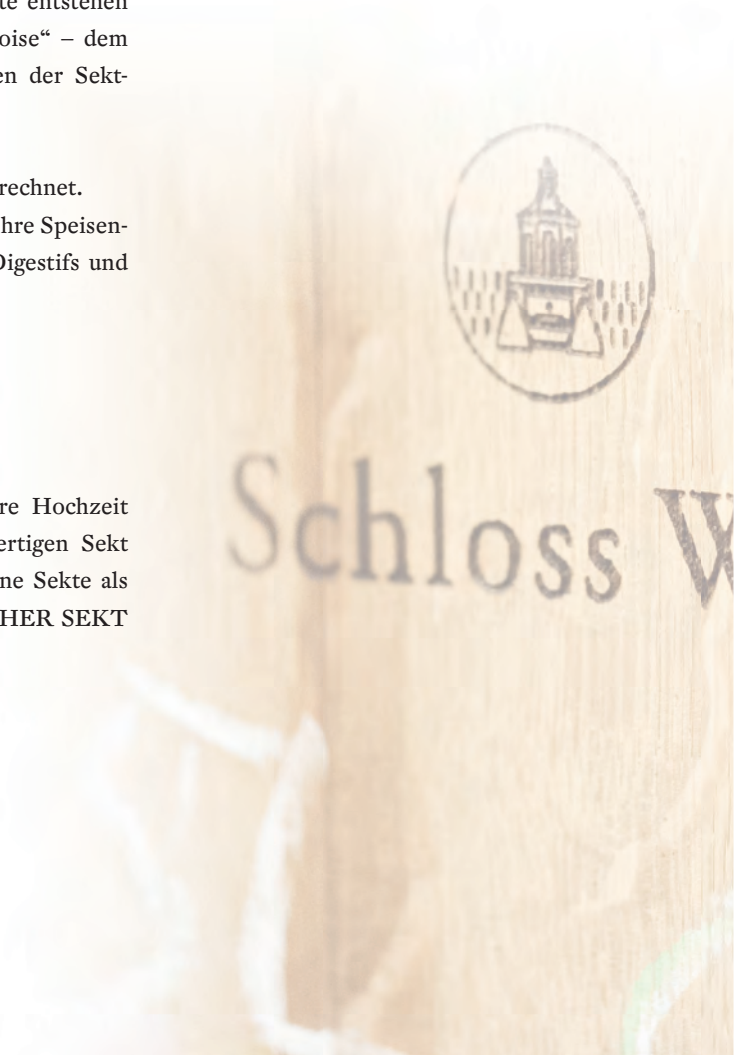 te entstehen
oise“ – dem
en der Sekt-
rechnet.
hre Speisen-
Digestifs und
re Hochzeit
ertigen Sekt
ne Sekte als
HER SEKT
Schloss W